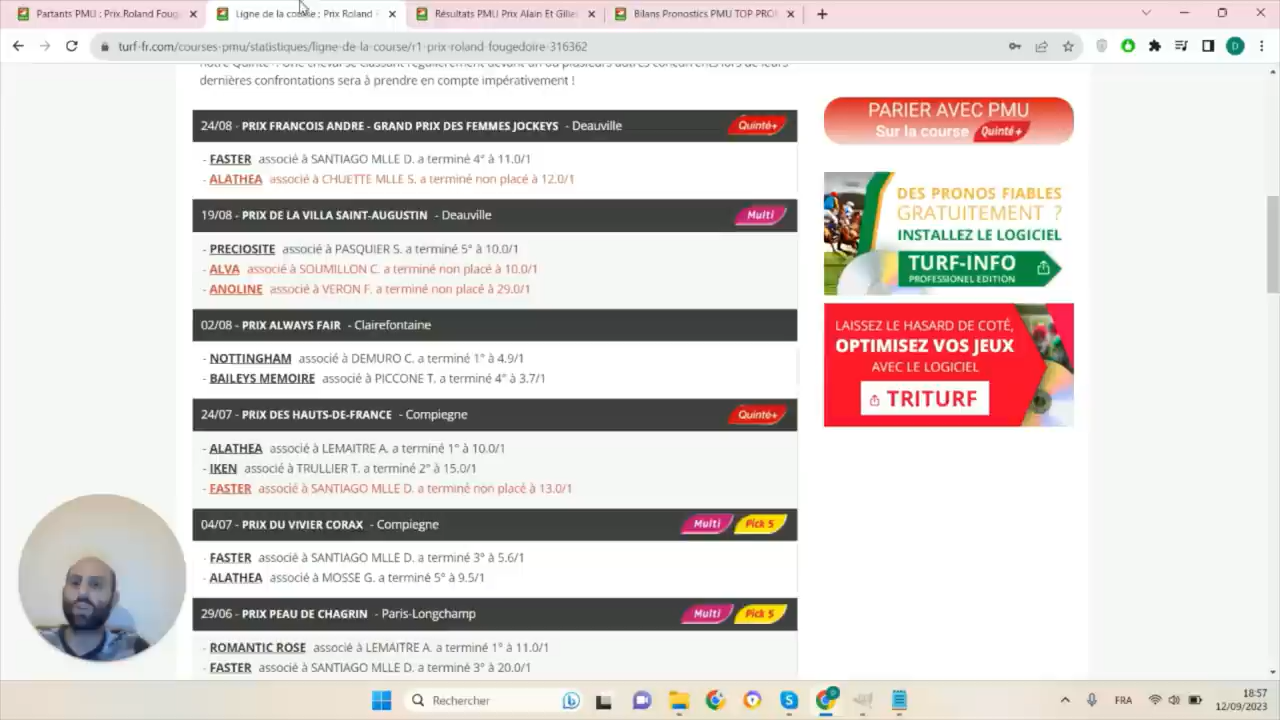 Partants PMU ; Prix Roland Foug
Ligne de la course ; Prix Roland
Résultats PMU Prix Alain Et Gille
Bilans Pronostics PMU TOP PRO
turf-fr.com/courses-pmu/statistiques/ligne-de-la-course/r1-prix-roland-fougedoire-316362
D
dernières confrontations sera à prendre en compte impérativement !
24/08 - PRIX FRANCOIS ANDRE - GRAND PRIX DES FEMMES JOCKEYS - Deauville Quinté+
- FASTER associé à SANTIAGO MLLE D. a terminé 4° à 11.0/1
- ALATHEA associé à CHUETTE MLLE S. a terminé non placé à 12.0/1
19/08 - PRIX DE LA VILLA SAINT-AUGUSTIN - Deauville Multi
- PRECIOSITE associé à PASQUIER S. a terminé 5° à 10.0/1
- ALVA associé à SOUMILLON C. a terminé non placé à 10.0/1
- INOLINE associé à VERON F. a terminé non placé à 29.0/1
02/08 - PRIX ALWAYS FAIR - Clairefontaine
- NOTTINGHAM associé à DEMURO C. a terminé 1° à 4.9/1
- BAILEYS MEMOIRE associé à PICCONE T. a terminé 4° à 3.7/1
24/07 - PRIX DES HAUTS-DE-FRANCE - Compiegne Quinté+
- ALATHEA associé à LEMAITRE A. a terminé 1° à 10.0/1
- IKEN associé à TRULLIER T. a terminé 2° à 15.0/1
- FASTER associé à SANTIAGO MLLE D. a terminé non placé à 13.0/1
04/07 - PRIX DU VIVIER CORAX - Compiegne Multi Pick 5
- FASTER associé à SANTIAGO MLLE D. a terminé 3° à 5.6/1
- ALATHEA associé à MOSSE G. a terminé 5° à 9.5/1
29/06 - PRIX PEAU DE CHAGRIN - Paris-Longchamp Multi Pick 5
- ROMANTIC ROSE associé à LEMAITRE A. a terminé 1° à 11.0/1
- FASTER associé à SANTIAGO MLLE D. a terminé 3° à 20.0/1
PARIER AVEC PMU
Sur la course Quinté+
DES PRONOS FIABLES
GRATUITEMENT ?
INSTALLEZ LE LOGICIEL
TURF-INFO
PROFESSIONEL EDITION
LAISSEZ LE HASARD DE COTÉ,
OPTIMISEZ VOS JEUX
AVEC LE LOGICIEL
TRITURF
Rechercher
FRA
18:57
12/09/2023